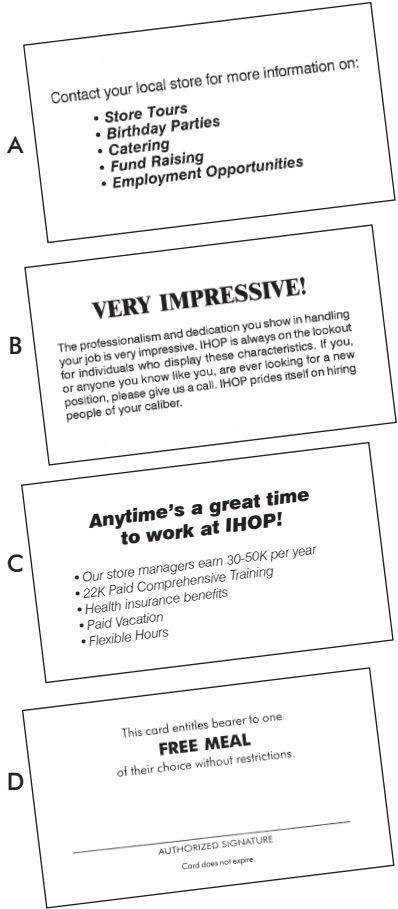 A
Contact your local store for more information on:
• Store Tours
• Birthday Parties
• Catering
• Fund Raising
• Employment Opportunities
B
VERY IMPRESSIVE!
The professionalism and dedication you show in handling
your job is very impressive. IHOP is always on the lookout
for individuals who display these characteristics. If you,
or anyone you know like you, are ever looking for a new
position, please give us a call. IHOP prides itself on hiring
people of your caliber.
C
Anytime's a great time
to work at IHOP!
• Our store managers earn 30-50K per year
• 22K Paid Comprehensive Training
• Health insurance benefits
• Paid Vacation
• Flexible Hours
D
This card entitles bearer to one
FREE MEAL
of their choice without restrictions.
AUTHORIZED SIGNATURE
Card does not expire.